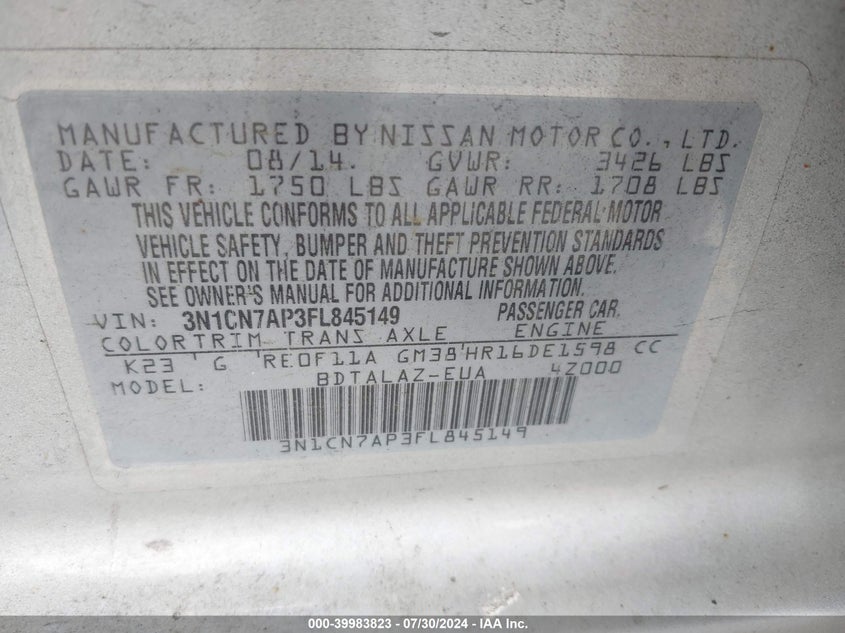 MANUFACTURED BY NISSAN MOTOR CO., LTD.
DATE: 08/14. GVWR: 3426 LBS
GAWR FR: 1750 LBS GAWR RR: 1708 LBS
THIS VEHICLE CONFORMS TO ALL APPLICABLE FEDERAL MOTOR
VEHICLE SAFETY, BUMPER AND THEFT PREVENTION STANDARDS
IN EFFECT ON THE DATE OF MANUFACTURE SHOWN ABOVE.
SEE OWNER'S MANUAL FOR ADDITIONAL INFORMATION.
VIN: 3N1CN7AP3FL845149 PASSENGER CAR.
COLOR TRIM TRANS AXLE ENGINE
K23 G RE0F11A GM38 HR16DE1598 CC
MODEL: BDTALAZ-EUA 4Z000
3N1CN7AP3FL845149
000-39983823 - 07/30/2024 - IAA Inc.